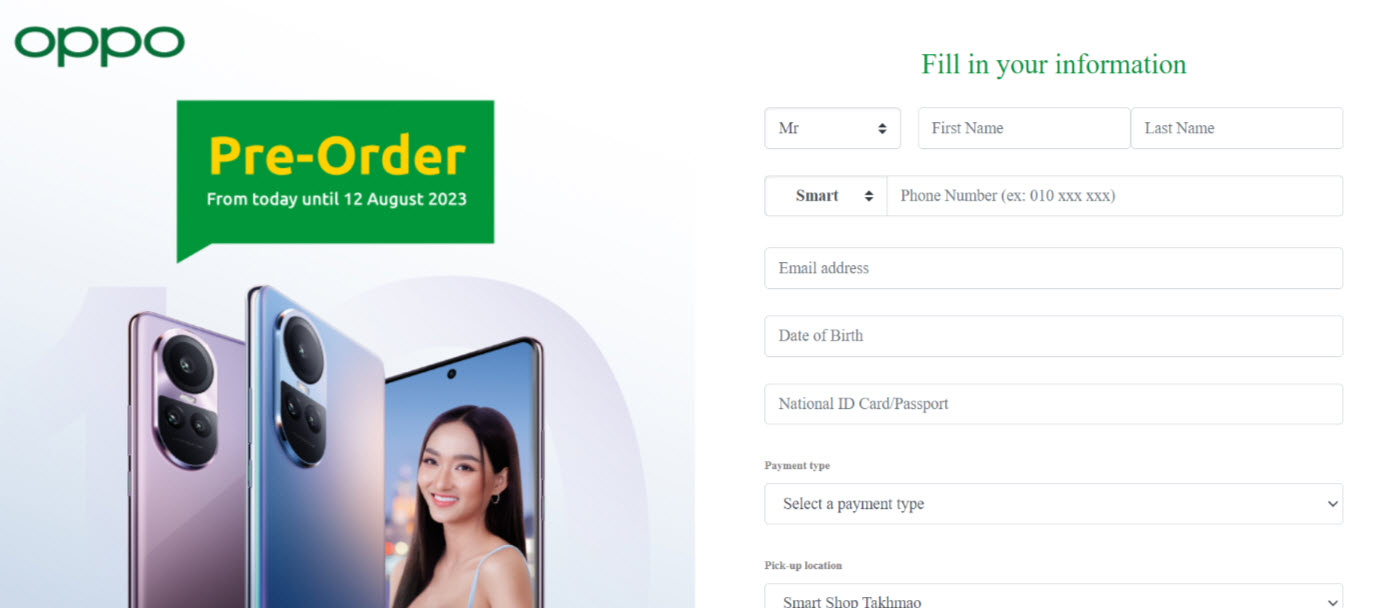 oppo
Pre-Order
From today until 12 August 2023
10
Fill in your information
Mr
First Name
Last Name
Smart
Phone Number (ex: 010 xxx xxx)
Email address
Date of Birth
National ID Card/Passport
Payment type
Select a payment type
Pick-up location
Smart Shop Takhmao